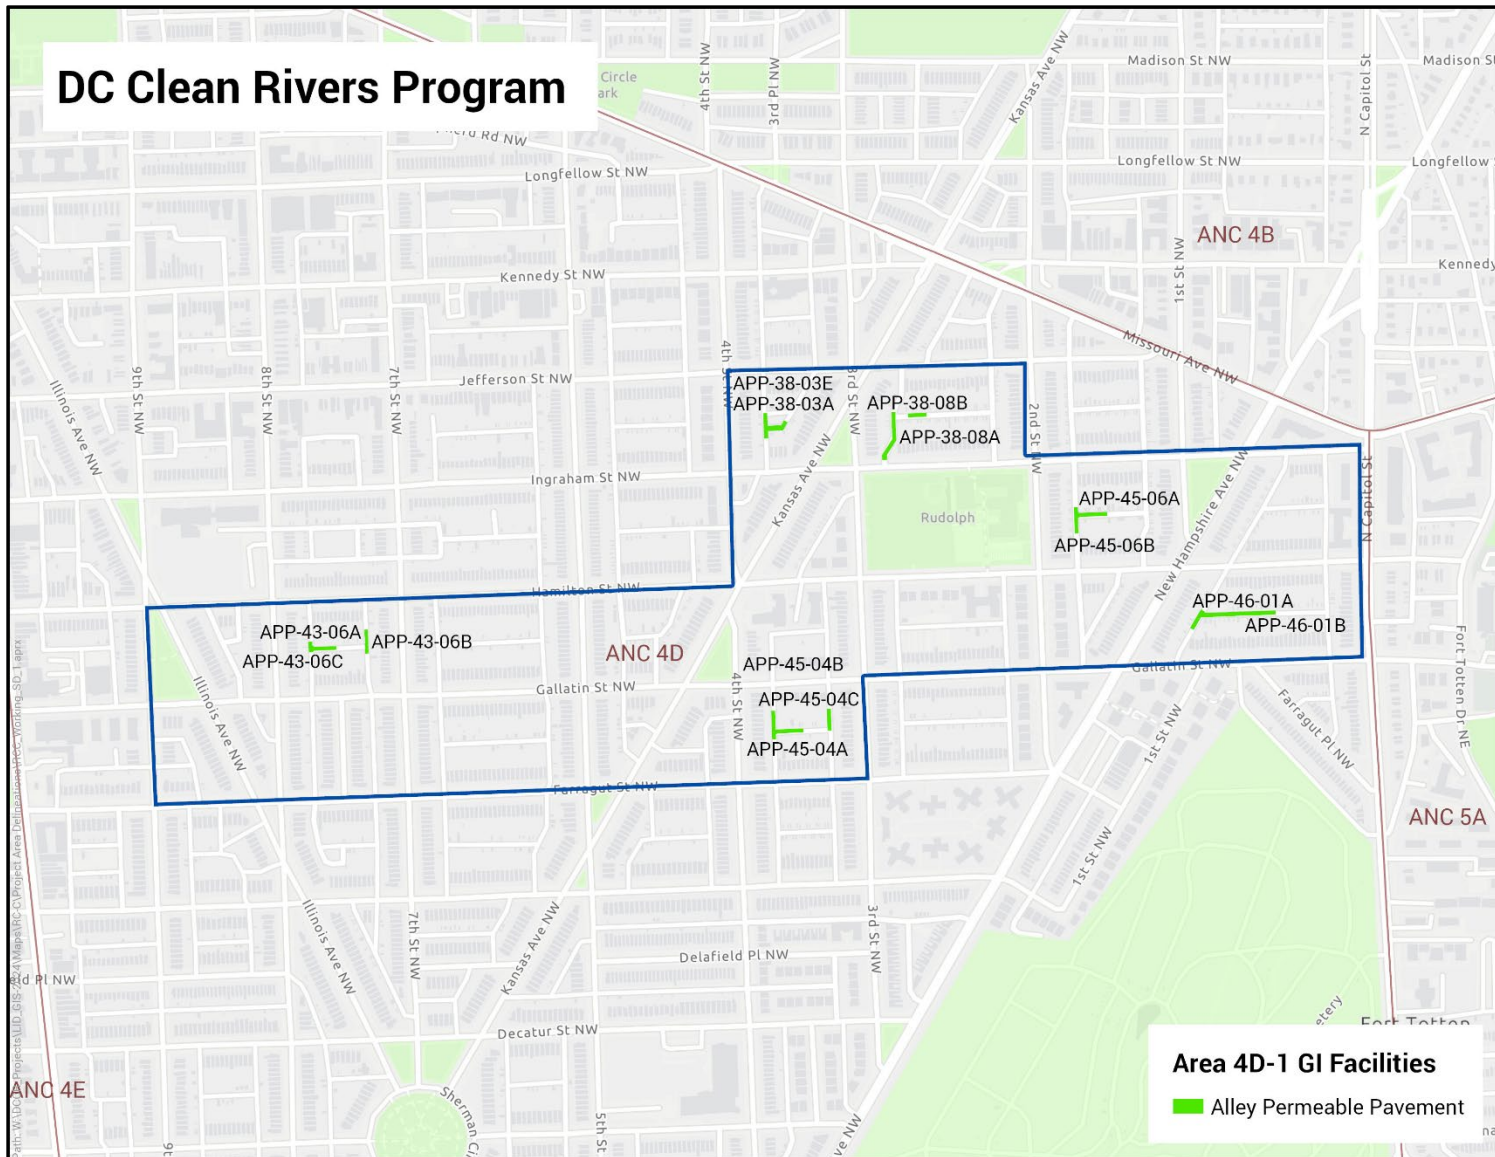 DC Clean Rivers Program
Circle
ark
4th St NW
3rd Pl NW
Kansas Ave NW
Madison St NW
N Capitol St
Madison St
Rd NW
Longfellow St NW
Longfellow St NW
Longfellow
ANC 4B
1st St NW
Kennedy St NW
Kennedy
Missouri Ave NW
Illinois Ave NW
9th St NW
8th St NW
7th St NW
Jefferson St NW
4th St NW
APP-38-03E
APP-38-03A
3rd St NW
APP-38-08B
APP-38-08A
2nd St NW
Kansas Ave NW
Ingraham St NW
Rudolph
APP-45-06A
APP-45-06B
New Hampshire Ave NW
N Capitol St
Hamilton St NW
APP-46-01A
APP-46-01B
APP-43-06A
APP-43-06B
APP-43-06C
ANC 4D
APP-45-04B
Gallatin St NW
Gallatin St NW
Illinois Ave NW
4th St NW
APP-45-04C
APP-45-04A
Farragut St NW
Farragut Pl NW
Fort Totten Dr NE
1st St NW
ANC 5A
1st St NW
Illinois Ave NW
7th St NW
Kansas Ave NW
3rd St NW
Delafield Pl NW
ld Pl NW
Decatur St NW
etery
Fort Totten
ANC 4E
Sherman Ci
5th St
9t
ve NW
Area 4D-1 GI Facilities
Alley Permeable Pavement